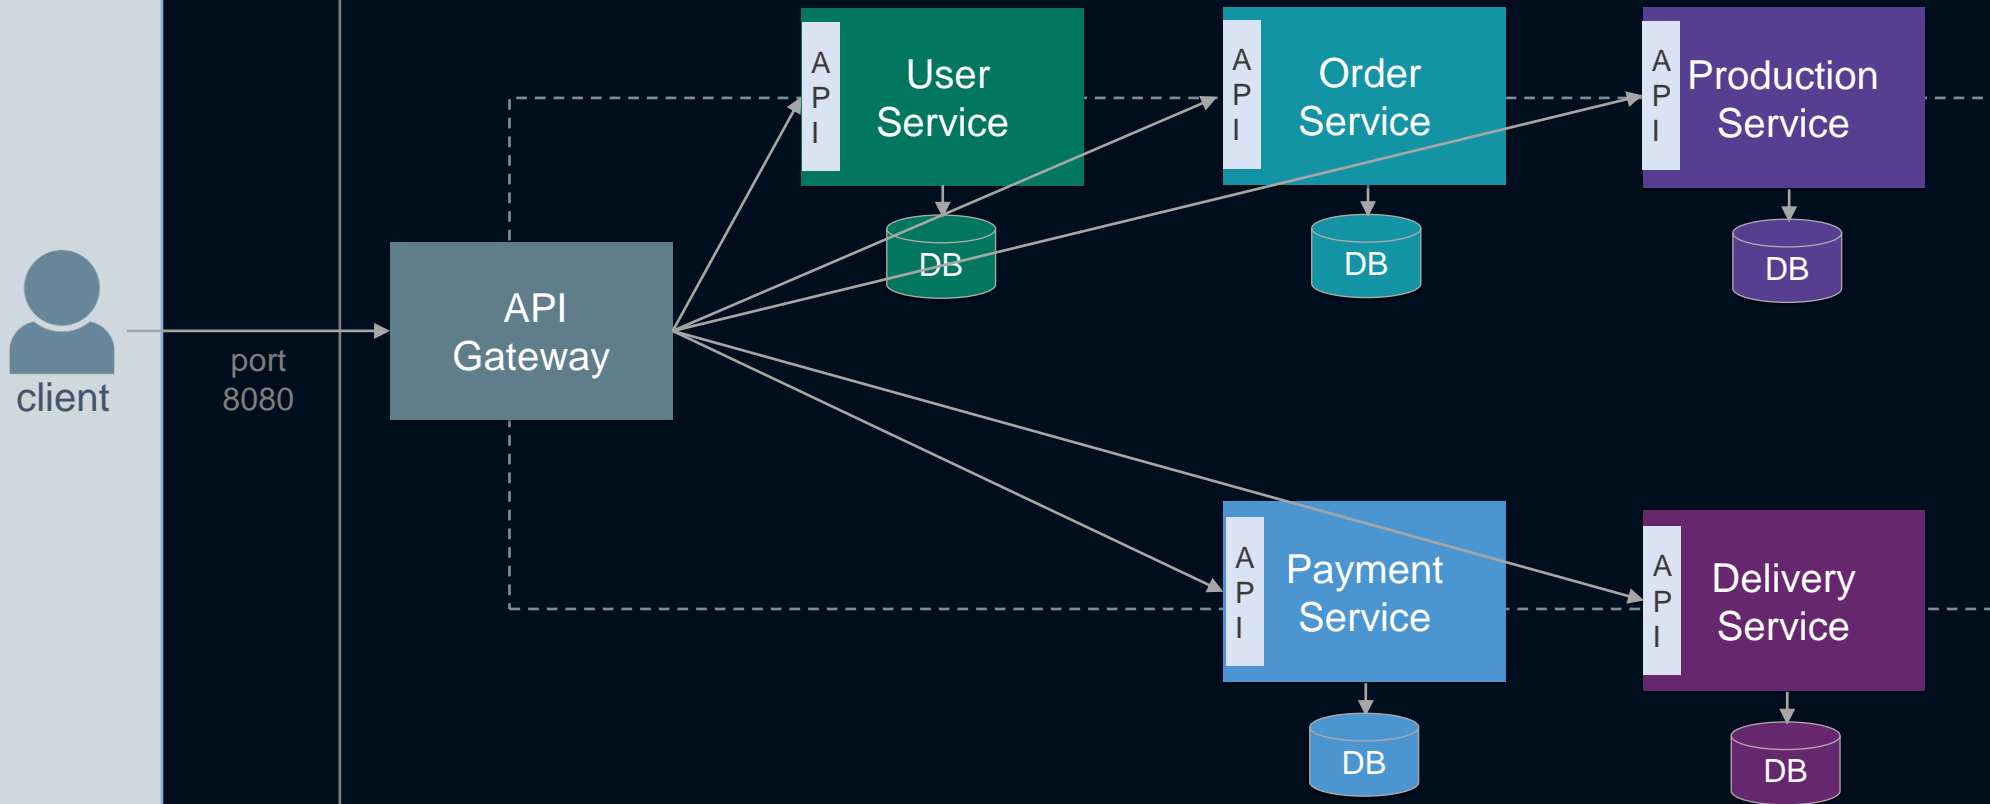 client
port
8080
API
Gateway
A
P
I
User
Service
DB
A
P
I
Order
Service
DB
A
P
I
Production
Service
DB
A
P
I
Payment
Service
DB
A
P
I
Delivery
Service
DB